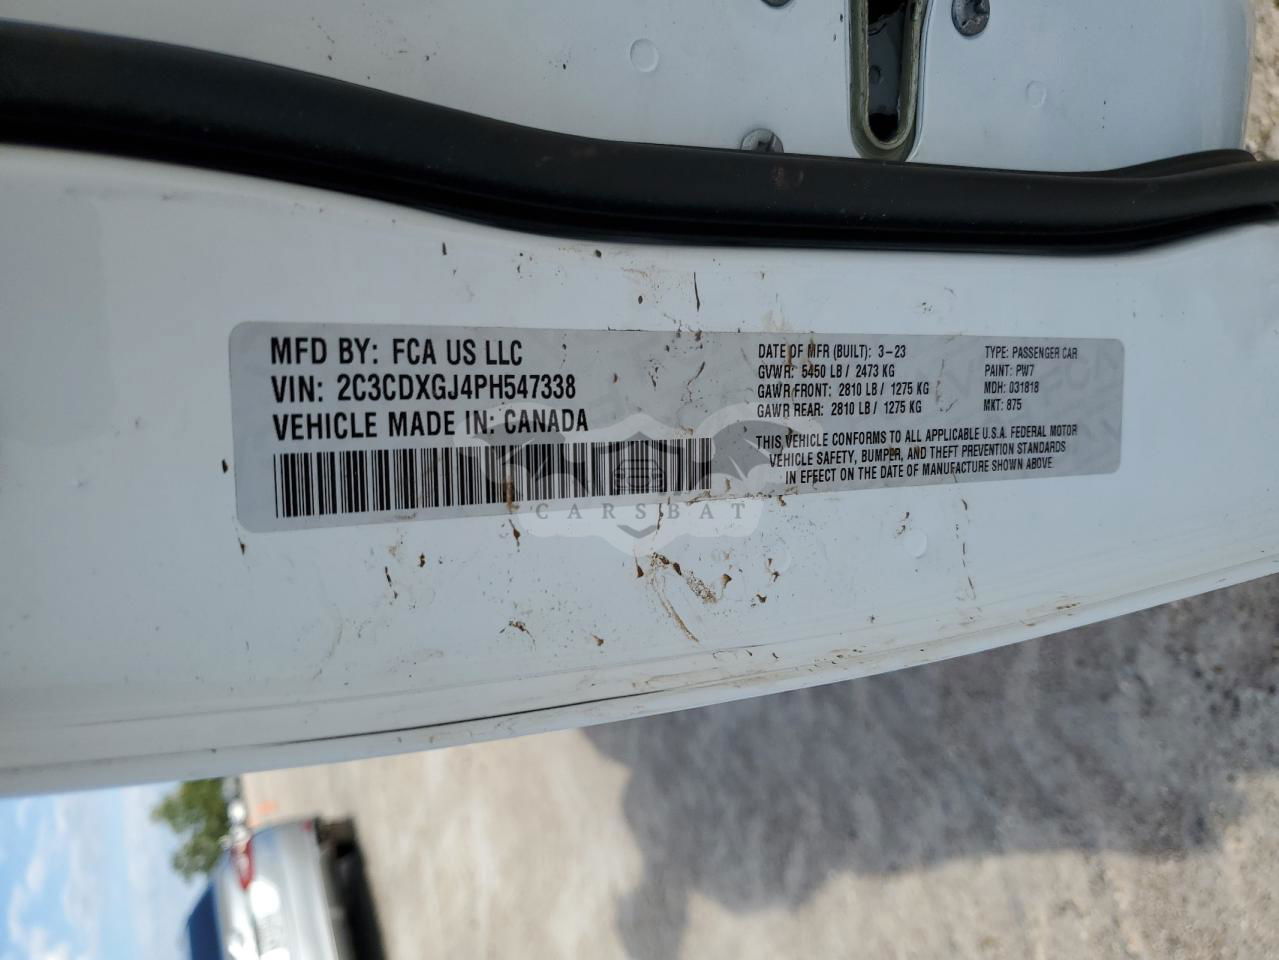 MFD BY: FCA US LLC
VIN: 2C3CDXGJ4PH547338
VEHICLE MADE IN: CANADA
DATE OF MFR (BUILT): 3-23
GVWR: 5450 LB / 2473 KG
GAWR FRONT: 2810 LB / 1275 KG
GAWR REAR: 2810 LB / 1275 KG
TYPE: PASSENGER CAR
PAINT: PW7
MDH: 031818
MKT: 875
THIS VEHICLE CONFORMS TO ALL APPLICABLE U.S.A. FEDERAL MOTOR
VEHICLE SAFETY, BUMPER, AND THEFT PREVENTION STANDARDS
IN EFFECT ON THE DATE OF MANUFACTURE SHOWN ABOVE
CARSBAT